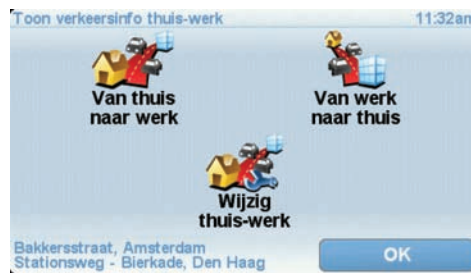 Toon verkeersinfo thuis-werk
11:32am
Van thuis
naar werk
Van werk
naar thuis
Wijzig
thuis-werk
Bakkersstraat, Amsterdam
Stationsweg - Bierkade, Den Haag
OK